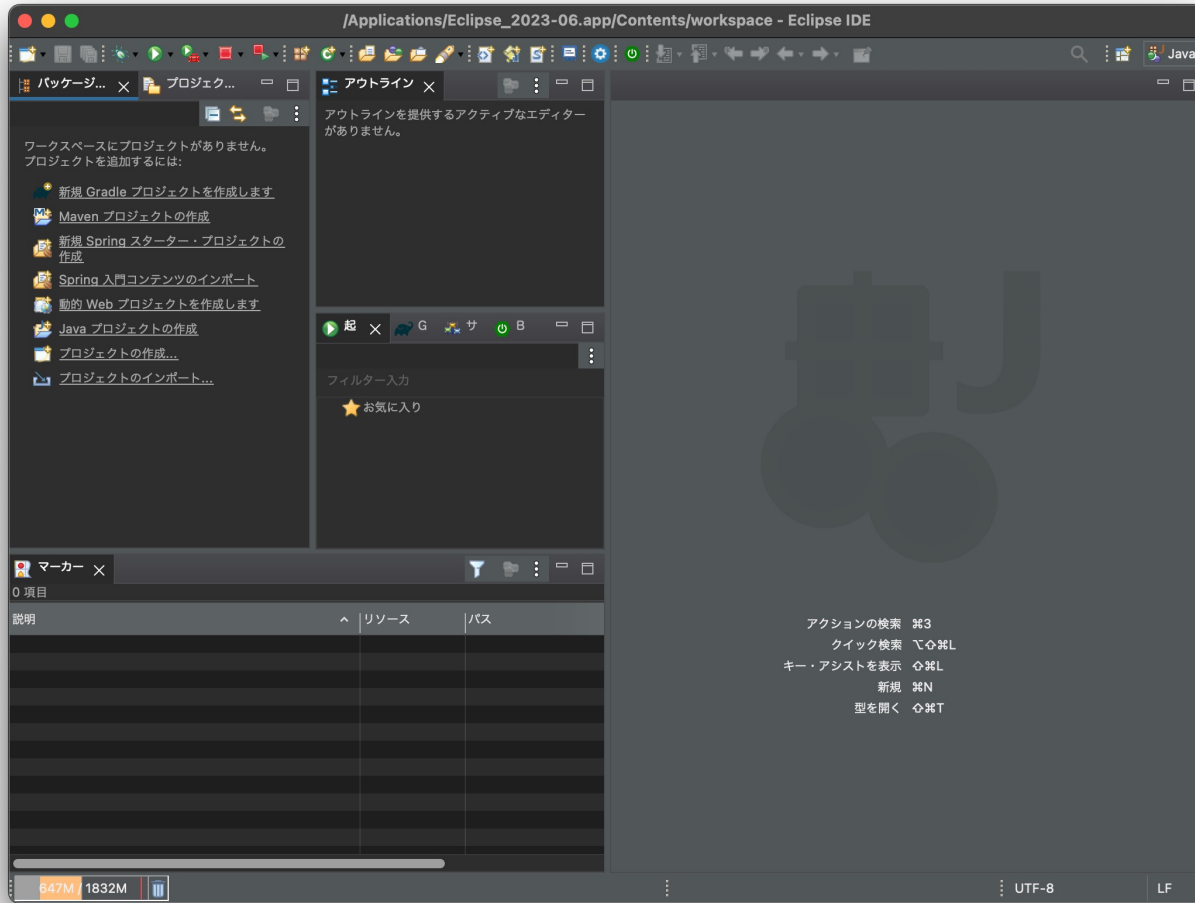 /Applications/Eclipse_2023-06.app/Contents/workspace - Eclipse IDE
Java
パッケージ...
プロジェク...
ワークスペースにプロジェクトがありません。
プロジェクトを追加するには:
新規 Gradle プロジェクトを作成します
Maven プロジェクトの作成
新規 Spring スターター・プロジェクトの
作成
Spring 入門コンテンツのインポート
動的 Web プロジェクトを作成します
Java プロジェクトの作成
プロジェクトの作成...
プロジェクトのインポート...
アウトライン
アウトラインを提供するアクティブなエディター
がありません。
起
G
サ
B
フィルター入力
お気に入り
マーカー
0 項目
説明
リソース
パス
J
アクションの検索 ⌘3
クイック検索 ⌥⇧⌘L
キー・アシストを表示 ⇧⌘L
新規 ⌘N
型を開く ⇧⌘T
647M / 1832M
UTF-8
LF